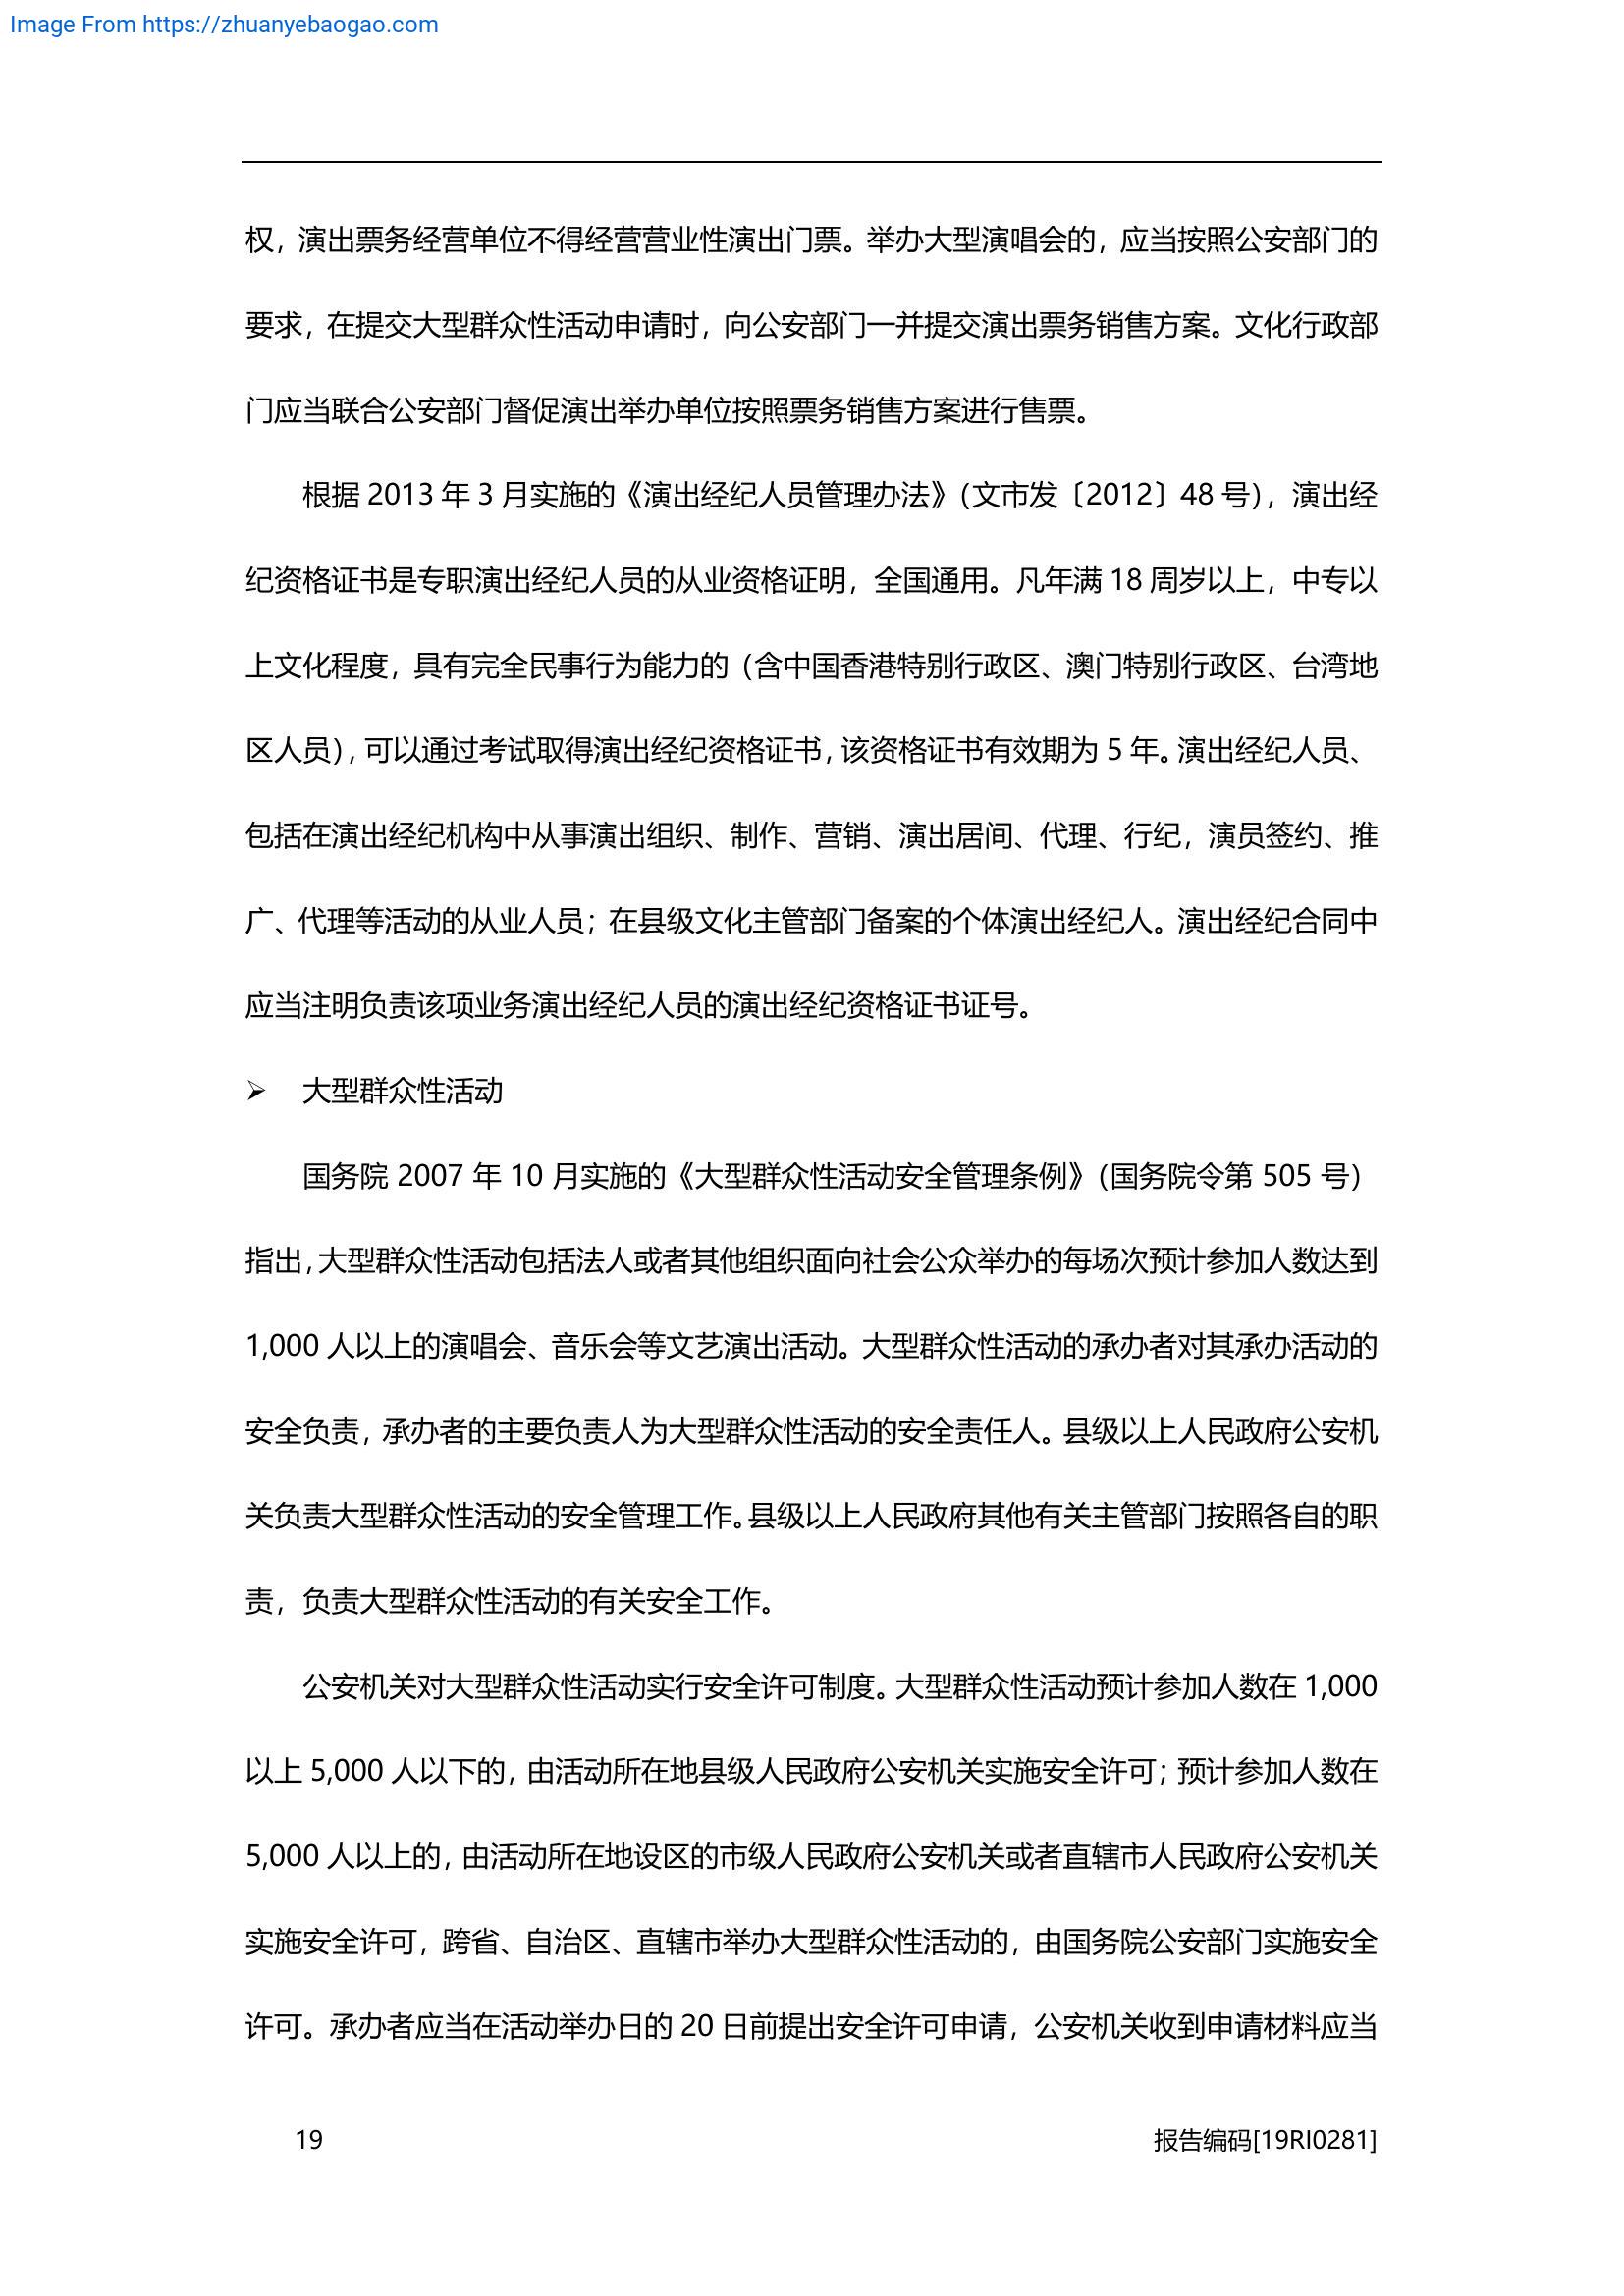 Image From https://zhuanyebaogao.com
权，演出票务经营单位不得经营营业性演出门票。举办大型演唱会的，应当按照公安部门的
要求，在提交大型群众性活动申请时，向公安部门一并提交演出票务销售方案。文化行政部
门应当联合公安部门督促演出举办单位按照票务销售方案进行售票。
根据 2013 年 3 月实施的《演出经纪人员管理办法》（文市发〔2012〕48 号），演出经
纪资格证书是专职演出经纪人员的从业资格证明，全国通用。凡年满 18 周岁以上，中专以
上文化程度，具有完全民事行为能力的（含中国香港特别行政区、澳门特别行政区、台湾地
区人员），可以通过考试取得演出经纪资格证书，该资格证书有效期为 5 年。演出经纪人员、
包括在演出经纪机构中从事演出组织、制作、营销、演出居间、代理、行纪，演员签约、推
广、代理等活动的从业人员；在县级文化主管部门备案的个体演出经纪人。演出经纪合同中
应当注明负责该项业务演出经纪人员的演出经纪资格证书证号。
➢ 大型群众性活动
国务院 2007 年 10 月实施的《大型群众性活动安全管理条例》（国务院令第 505 号）
指出，大型群众性活动包括法人或者其他组织面向社会公众举办的每场次预计参加人数达到
1,000 人以上的演唱会、音乐会等文艺演出活动。大型群众性活动的承办者对其承办活动的
安全负责，承办者的主要负责人为大型群众性活动的安全责任人。县级以上人民政府公安机
关负责大型群众性活动的安全管理工作。县级以上人民政府其他有关主管部门按照各自的职
责，负责大型群众性活动的有关安全工作。
公安机关对大型群众性活动实行安全许可制度。大型群众性活动预计参加人数在 1,000
以上 5,000 人以下的，由活动所在地县级人民政府公安机关实施安全许可；预计参加人数在
5,000 人以上的，由活动所在地设区的市级人民政府公安机关或者直辖市人民政府公安机关
实施安全许可，跨省、自治区、直辖市举办大型群众性活动的，由国务院公安部门实施安全
许可。承办者应当在活动举办日的 20 日前提出安全许可申请，公安机关收到申请材料应当
19 报告编码[19RI0281]